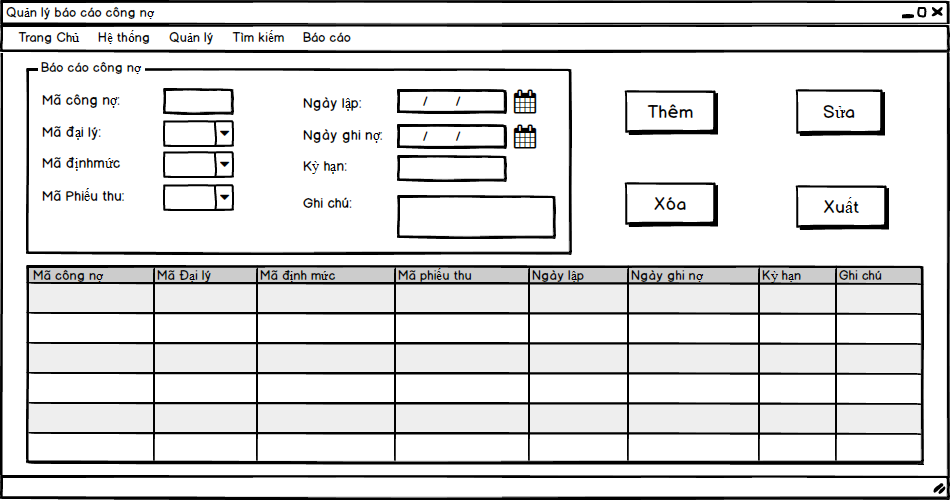 Quản lý báo cáo công nợ
Trang Chủ Hệ thống Quản lý Tìm kiếm Báo cáo
Báo cáo công nợ
Mã công nợ:
Mã đại lý:
Mã địnhmức
Mã Phiếu thu:
Ngày lập: / /
Ngày ghi nợ: / /
Kỳ hạn:
Ghi chú:
Thêm
Sửa
Xóa
Xuất
Mã công nợ Mã Đại lý Mã định mức Mã phiếu thu Ngày lập Ngày ghi nợ Kỳ hạn Ghi chú